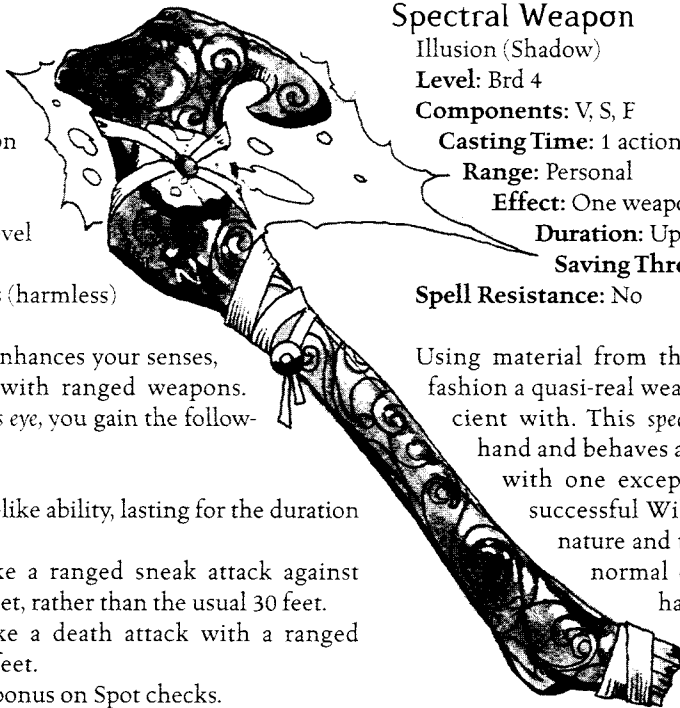 on
vel
(harmless)
nhances your senses,
with ranged weapons.
eye, you gain the follow-
like ability, lasting for the duration
ke a ranged sneak attack against
et, rather than the usual 30 feet.
ke a death attack with a ranged
feet.
bonus on Spot checks.
Spectral Weapon
Illusion (Shadow)
Level: Brd 4
Components: V, S, F
Casting Time: 1 action
Range: Personal
Effect: One weapo
Duration: Up
Saving Thro
Spell Resistance: No
Using material from th
fashion a quasi-real wea
cient with. This spec
hand and behaves a
with one excep
successful Wi
nature and t
normal
ha